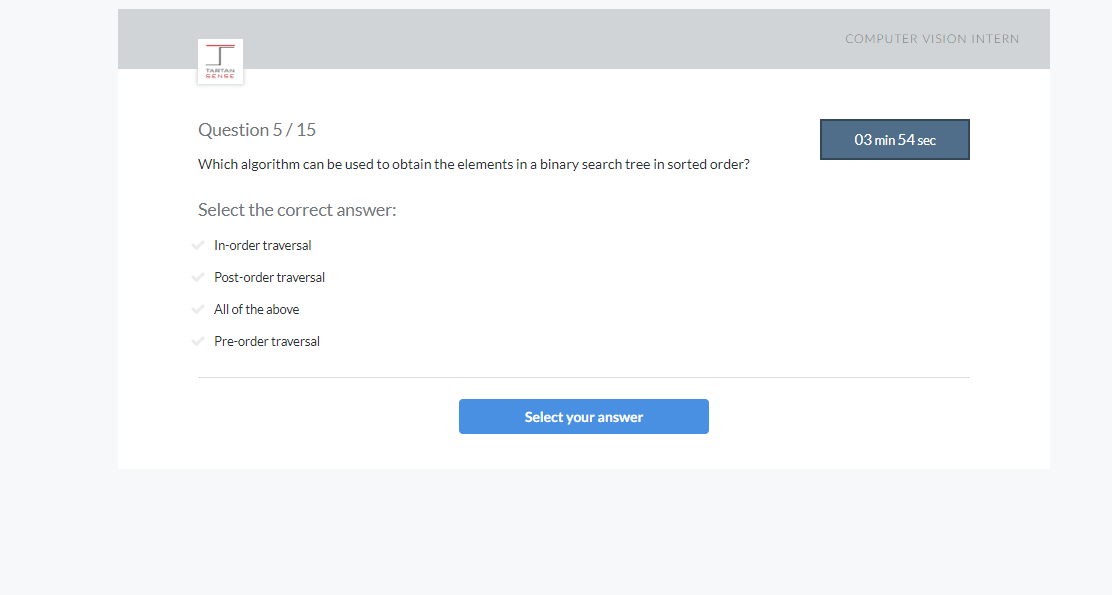 COMPUTER VISION INTERN
TARTAN
SENSE
Question 5 / 15
03 min 54 sec
Which algorithm can be used to obtain the elements in a binary search tree in sorted order?
Select the correct answer:
In-order traversal
Post-order traversal
All of the above
Pre-order traversal
Select your answer